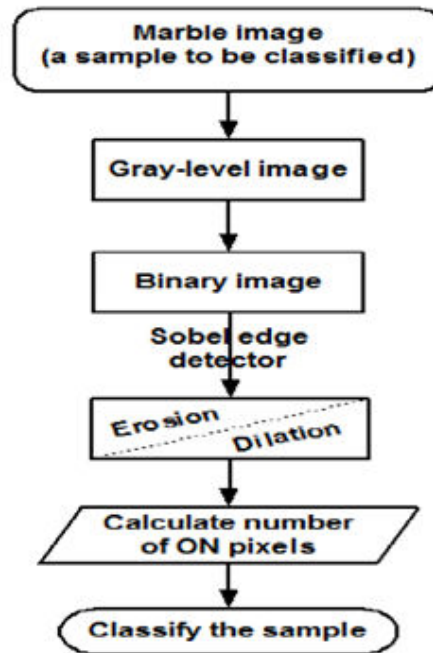 Marble image
(a sample to be classified)
Gray-level image
Binary image
Sobel edge
detector
Erosion
Dilation
Calculate number
of ON pixels
Classify the sample